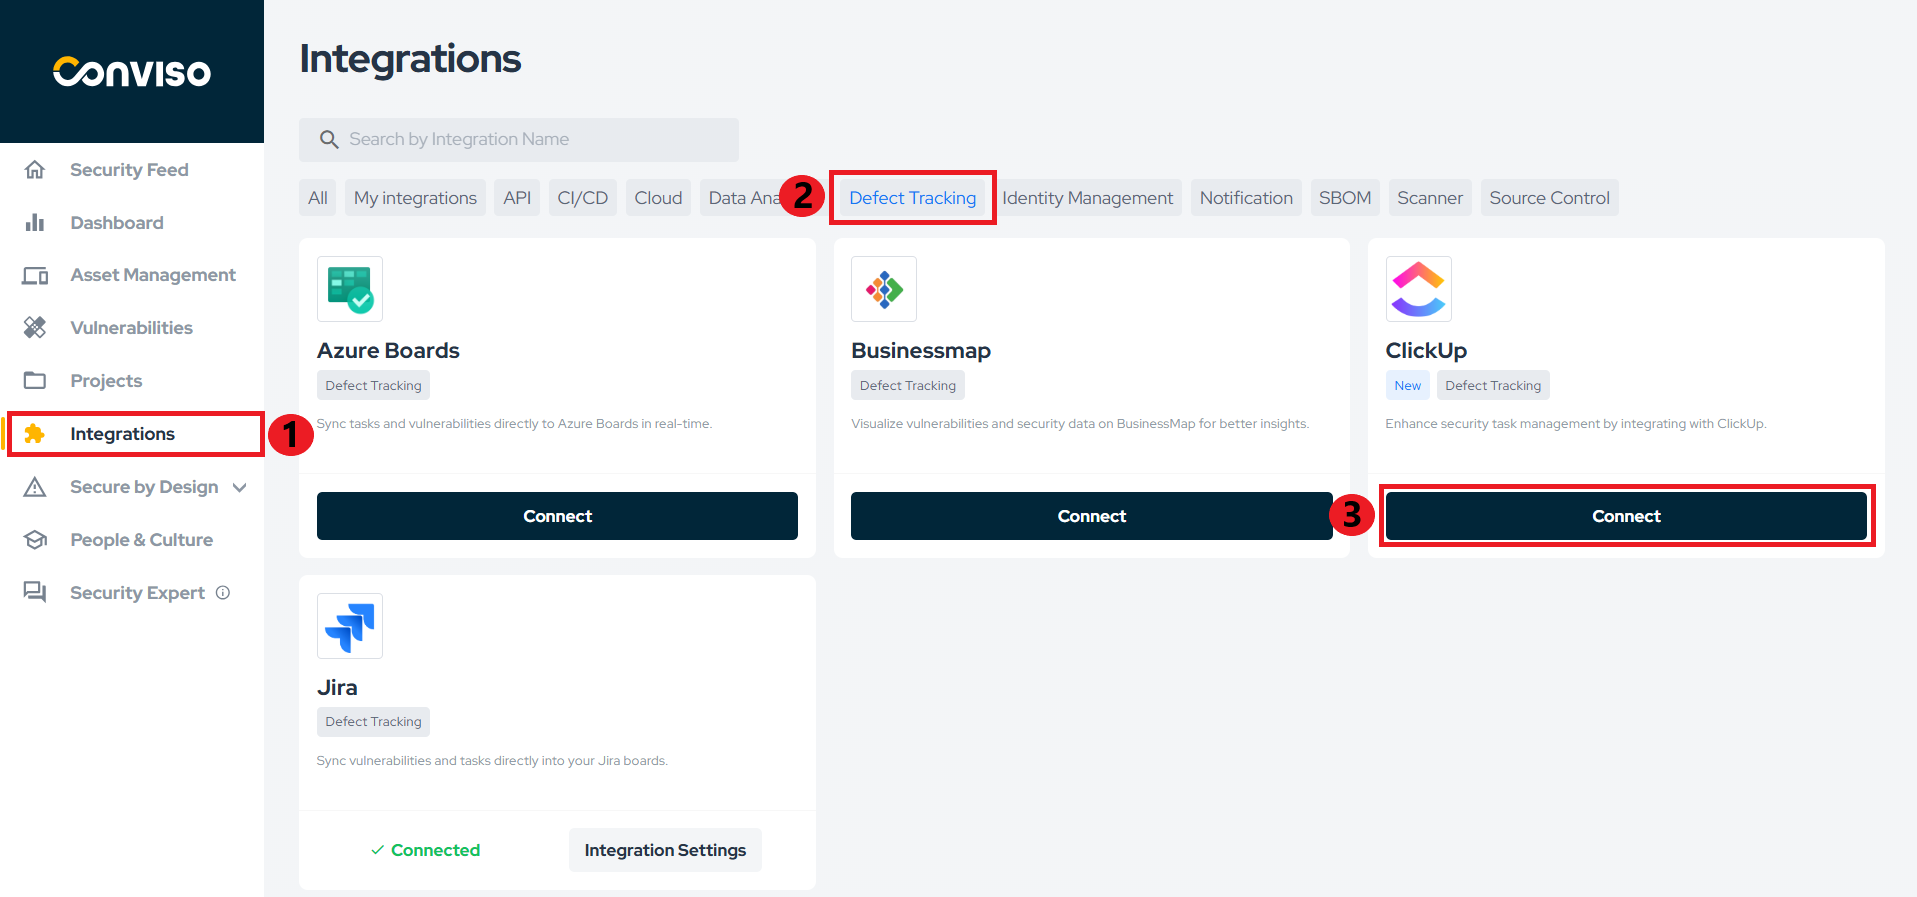 CONVISO
Integrations
Search by Integration Name
All My integrations API CI/CD Cloud Data Ana 2 Defect Tracking Identity Management Notification SBOM Scanner Source Control
Security Feed
Dashboard
Asset Management
Vulnerabilities
Projects
Integrations 1
Secure by Design
People & Culture
Security Expert
Azure Boards
Defect Tracking
Sync tasks and vulnerabilities directly to Azure Boards in real-time.
Connect
Businessmap
Defect Tracking
Visualize vulnerabilities and security data on BusinessMap for better insights.
Connect
ClickUp
New Defect Tracking
Enhance security task management by integrating with ClickUp.
3 Connect
Jira
Defect Tracking
Sync vulnerabilities and tasks directly into your Jira boards.
Connected Integration Settings